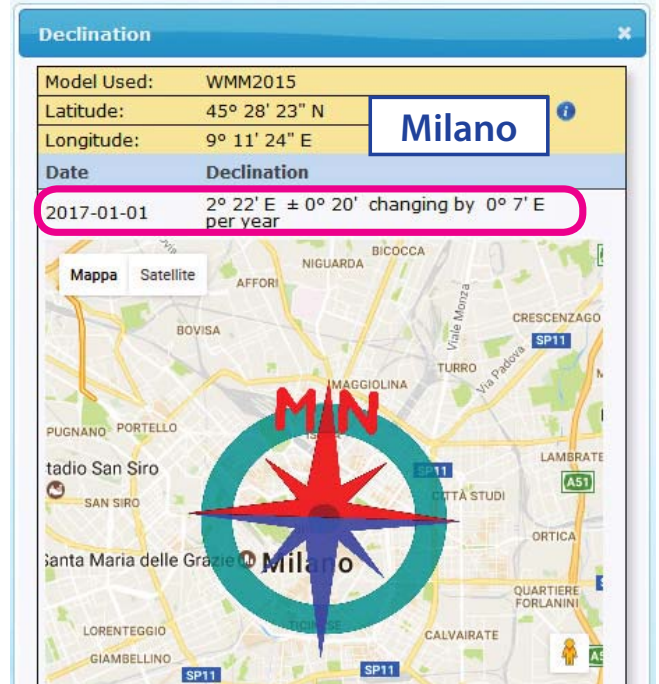 Declination
Model Used: WMM2015
Latitude: 45° 28' 23" N
Longitude: 9° 11' 24" E
Milano
Date Declination
2017-01-01 2° 22' E ± 0° 20' changing by 0° 7' E
per year
Mappa Satellite
BICOCCA
NIGUARDA
AFFORI
Viale Monza
CRESCENZAGO
BOVISA
SP11
TURRO
Via Padova
MAGGIOLINA
MN
PUGNANO PORTELLO
LAMBRATE
tadio San Siro
SP11
A51
SAN SIRO
CITTÀ STUDI
ORTICA
Santa Maria delle Grazie
Milano
QUARTIERE
FORLANINI
LORENTEGGIO
CALVAIRATE
GIAMBELLINO
SP11
SP11